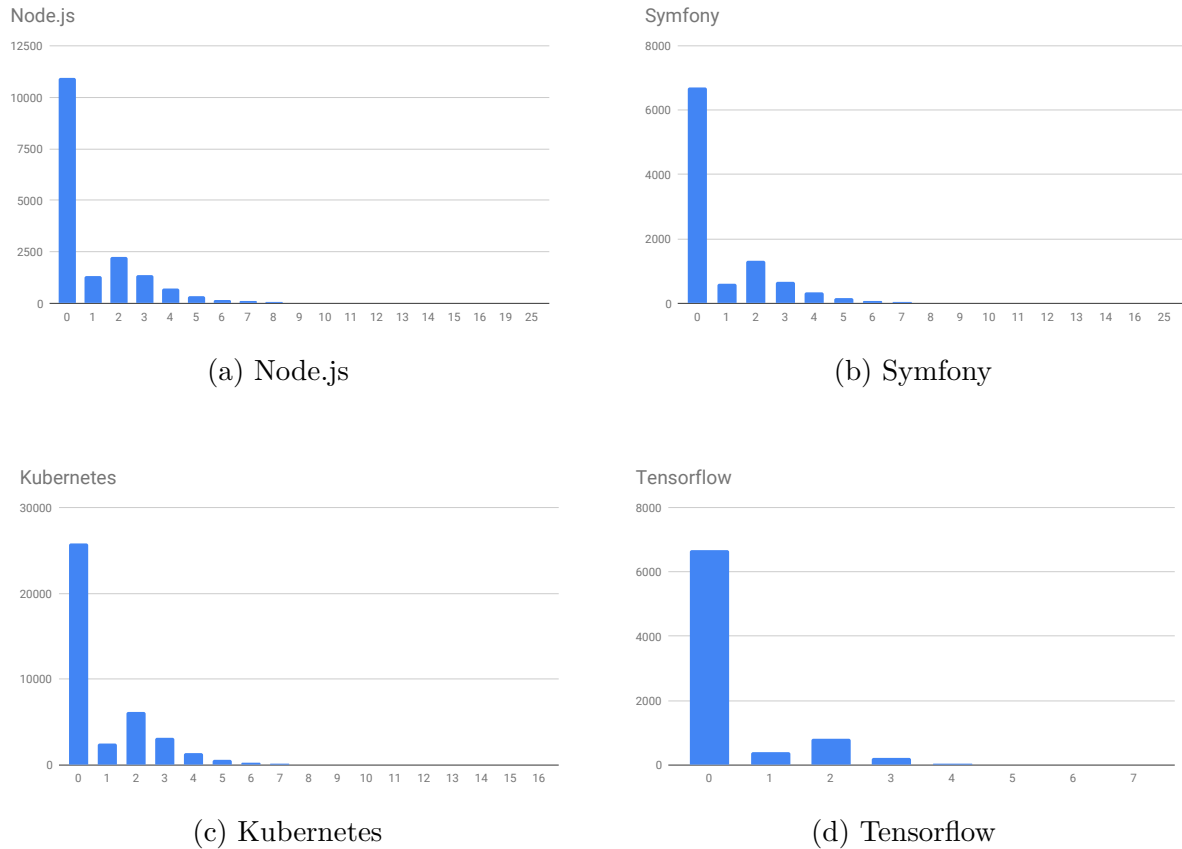 Node.js
12500
10000
7500
5000
2500
0
0 1 2 3 4 5 6 7 8 9 10 11 12 13 14 15 16 19 25
(a) Node.js
Symfony
8000
6000
4000
2000
0
0 1 2 3 4 5 6 7 8 9 10 11 12 13 14 16 25
(b) Symfony
Kubernetes
30000
20000
10000
0
0 1 2 3 4 5 6 7 8 9 10 11 12 13 14 15 16
(c) Kubernetes
Tensorflow
8000
6000
4000
2000
0
0 1 2 3 4 5 6 7
(d) Tensorflow